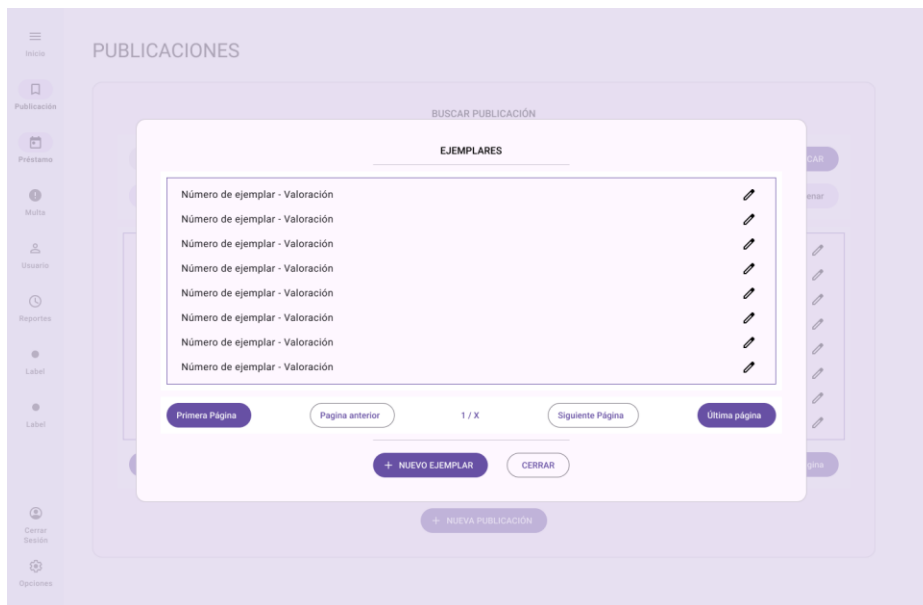 Inicio
Publicación
Préstamo
Multa
Usuario
Reportes
Label
Label
Cerrar
Sesión
Opciones
PUBLICACIONES
BUSCAR PUBLICACIÓN
CAR
enar
EJEMPLARES
Número de ejemplar - Valoración
Número de ejemplar - Valoración
Número de ejemplar - Valoración
Número de ejemplar - Valoración
Número de ejemplar - Valoración
Número de ejemplar - Valoración
Número de ejemplar - Valoración
Número de ejemplar - Valoración
Primera Página
Pagina anterior
1 / X
Siguiente Página
Última página
+ NUEVO EJEMPLAR
CERRAR
gina
+ NUEVA PUBLICACIÓN